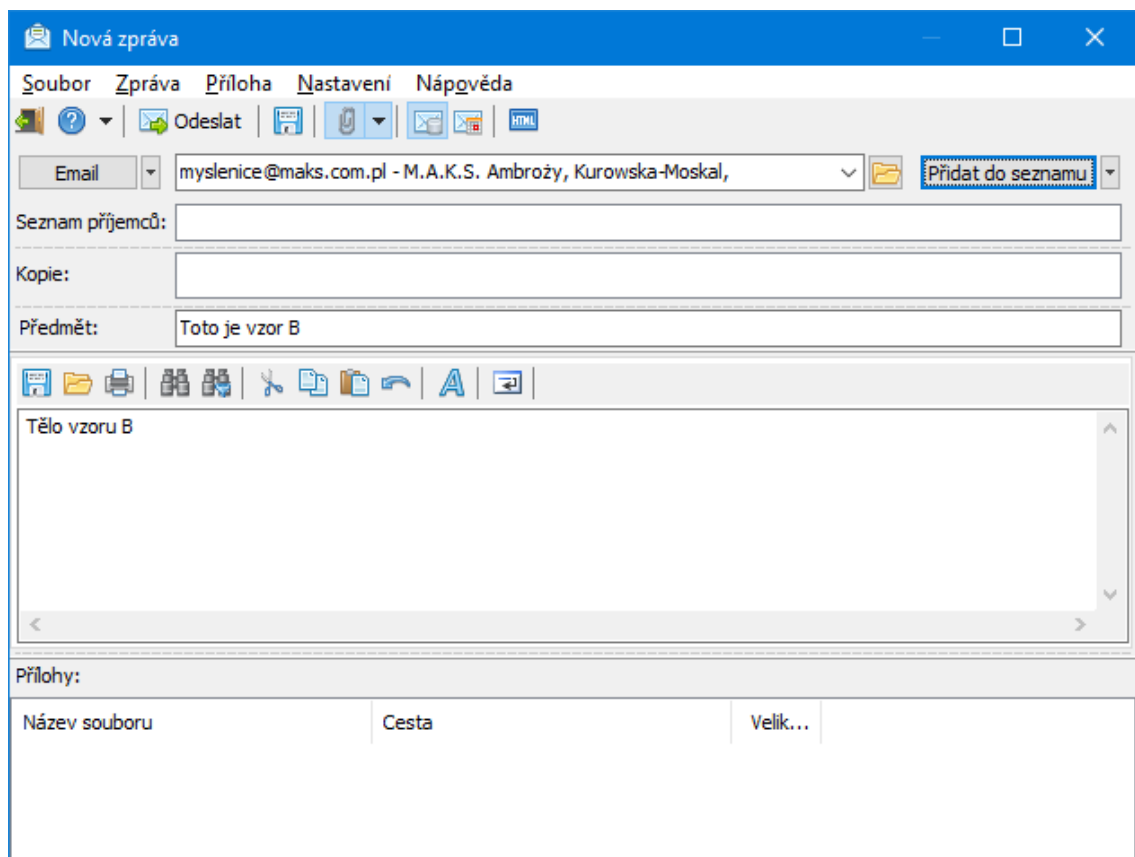 Nová zpráva
Soubor Zpráva Příloha Nastavení Nápověda
Odeslat HTML
Email myslenice@maks.com.pl - M.A.K.S. Ambroży, Kurowska-Moskal, Přidat do seznamu
Seznam příjemců:
Kopie:
Předmět: Toto je vzor B
Tělo vzoru B
Přílohy:
Název souboru Cesta Velik...